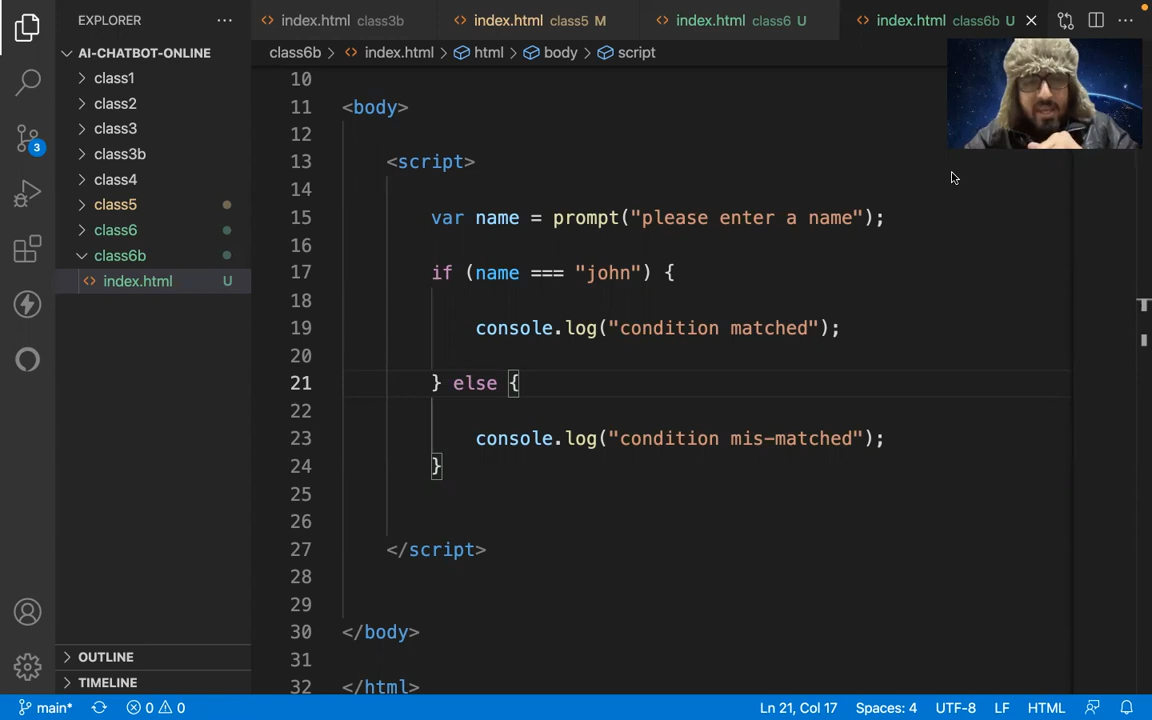 EXPLORER
index.html class3b
index.html class5 M
index.html class6 U
index.html class6b U
AI-CHATBOT-ONLINE
class6b > index.html > html > body > script
class1
class2
class3
class3b
class4
class5
class6
class6b
index.html U
3
10
11 <body>
12
13 <script>
14
15 var name = prompt("please enter a name");
16
17 if (name === "john") {
18
19 console.log("condition matched");
20
21 } else {
22
23 console.log("condition mis-matched");
24 }
25
26
27 </script>
28
29
30 </body>
31
32 </html>
OUTLINE
TIMELINE
main* 0 0 Ln 21, Col 17 Spaces: 4 UTF-8 LF HTML